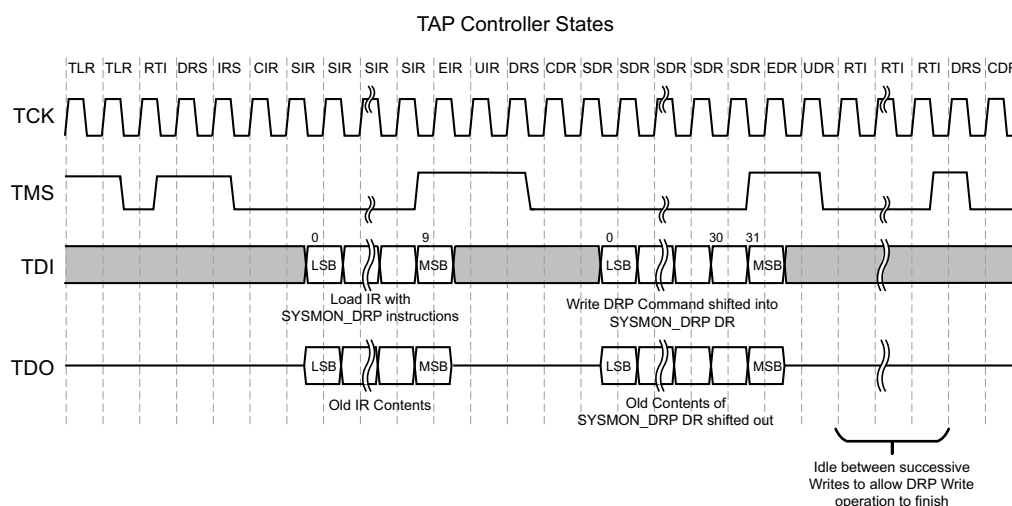 TAP Controller States
TLR TLR RTI DRS IRS CIR SIR SIR SIR SIR EIR UIR DRS CDR SDR SDR SDR SDR SDR EDR UDR RTI RTI RTI DRS CDR
TCK
TMS
0 9 0 30 31
TDI LSB MSB LSB MSB
Load IR with
SYSMON_DRP instructions
Write DRP Command shifted into
SYSMON_DRP DR
TDO LSB MSB LSB MSB
Old IR Contents
Old Contents of
SYSMON_DRP DR shifted out
Idle between successive
Writes to allow DRP Write
operation to finish